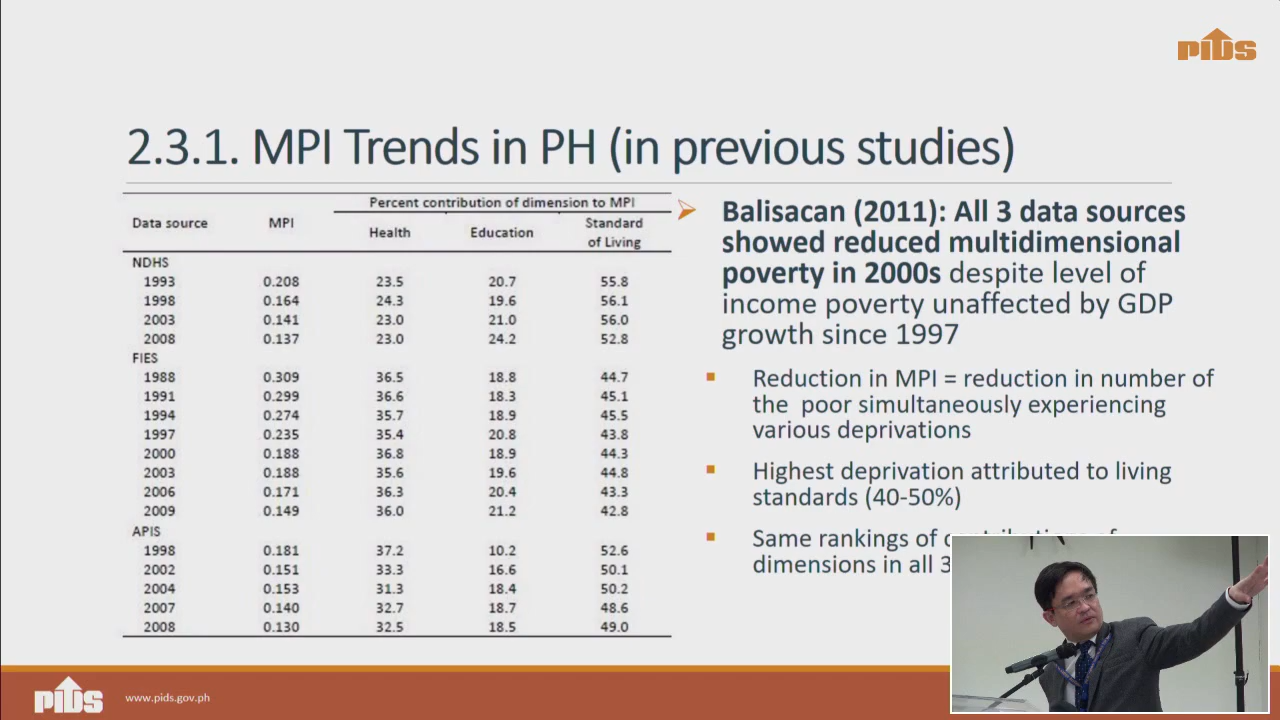 PIDS
2.3.1. MPI Trends in PH (in previous studies)
Percent contribution of dimension to MPI
Data source MPI Health Education Standard
of Living
NDHS
1993 0.208 23.5 20.7 55.8
1998 0.164 24.3 19.6 56.1
2003 0.141 23.0 21.0 56.0
2008 0.137 23.0 24.2 52.8
FIES
1988 0.309 36.5 18.8 44.7
1991 0.299 36.6 18.3 45.1
1994 0.274 35.7 18.9 45.5
1997 0.235 35.4 20.8 43.8
2000 0.188 36.8 18.9 44.3
2003 0.188 35.6 19.6 44.8
2006 0.171 36.3 20.4 43.3
2009 0.149 36.0 21.2 42.8
APIS
1998 0.181 37.2 10.2 52.6
2002 0.151 33.3 16.6 50.1
2004 0.153 31.3 18.4 50.2
2007 0.140 32.7 18.7 48.6
2008 0.130 32.5 18.5 49.0
Balisacan (2011): All 3 data sources
showed reduced multidimensional
poverty in 2000s despite level of
income poverty unaffected by GDP
growth since 1997
Reduction in MPI = reduction in number of
the poor simultaneously experiencing
various deprivations
Highest deprivation attributed to living
standards (40-50%)
Same rankings of
dimensions in all 3
PIDS
www.pids.gov.ph